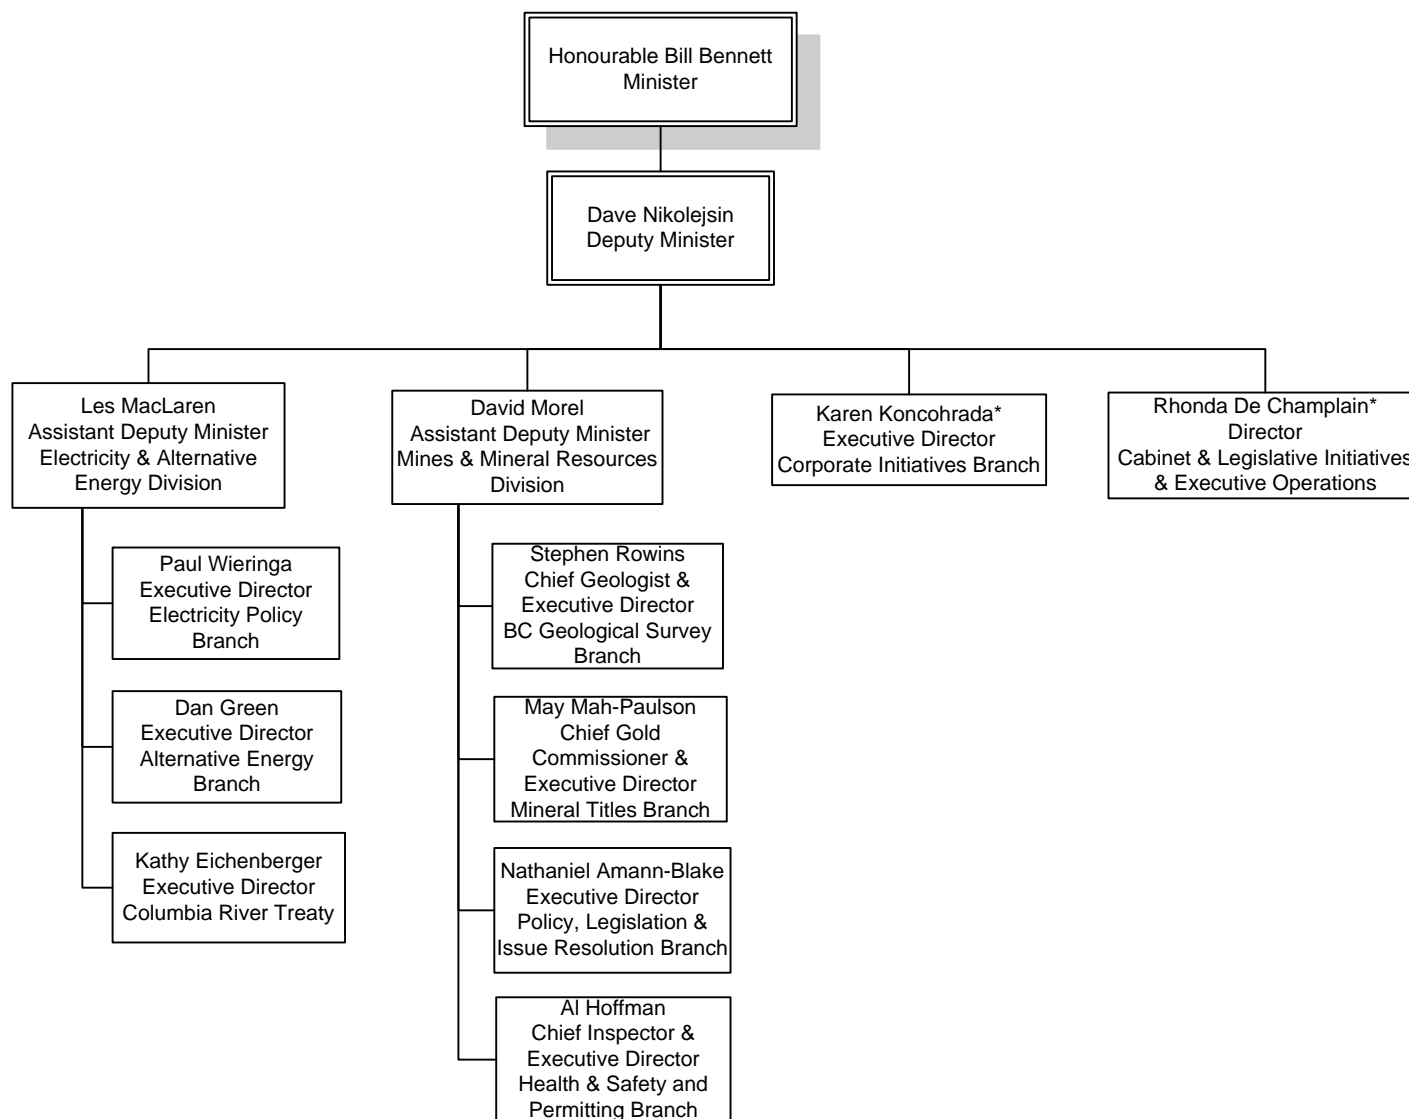 Honourable Bill Bennett
Minister
Dave Nikolejsin
Deputy Minister
Les MacLaren
Assistant Deputy Minister
Electricity & Alternative
Energy Division
David Morel
Assistant Deputy Minister
Mines & Mineral Resources
Division
Karen Koncohrada*
Executive Director
Corporate Initiatives Branch
Rhonda De Champlain*
Director
Cabinet & Legislative Initiatives
& Executive Operations
Paul Wieringa
Executive Director
Electricity Policy
Branch
Dan Green
Executive Director
Alternative Energy
Branch
Kathy Eichenberger
Executive Director
Columbia River Treaty
Stephen Rowins
Chief Geologist &
Executive Director
BC Geological Survey
Branch
May Mah-Paulson
Chief Gold
Commissioner &
Executive Director
Mineral Titles Branch
Nathaniel Amann-Blake
Executive Director
Policy, Legislation &
Issue Resolution Branch
Al Hoffman
Chief Inspector &
Executive Director
Health & Safety and
Permitting Branch